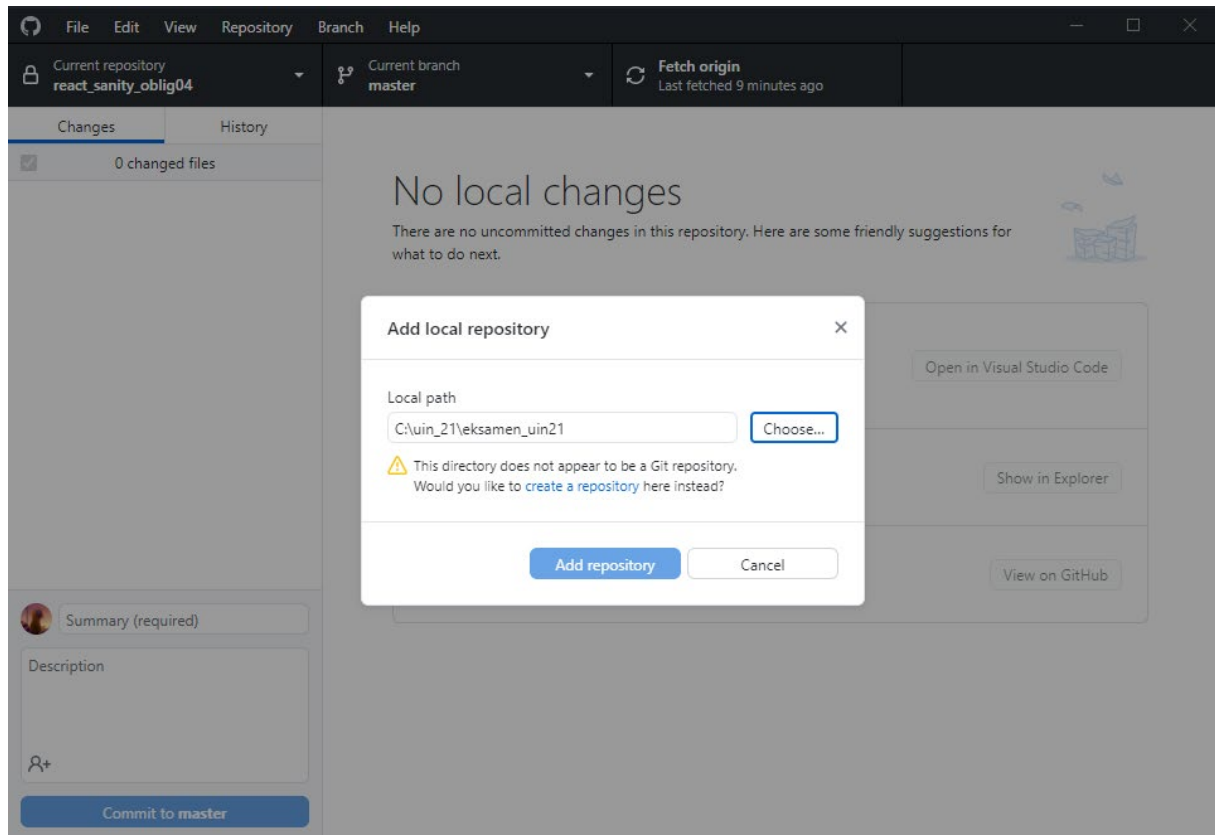 File Edit View Repository Branch Help
Current repository
react_sanity_oblig04
Current branch
master
Fetch origin
Last fetched 9 minutes ago
Changes History
0 changed files
No local changes
There are no uncommitted changes in this repository. Here are some friendly suggestions for
what to do next.
Add local repository
Open in Visual Studio Code
Local path
C:\uin_21\eksamen_uin21
Choose...
This directory does not appear to be a Git repository.
Would you like to create a repository here instead?
Show in Explorer
Add repository Cancel
View on GitHub
Summary (required)
Description
Commit to master